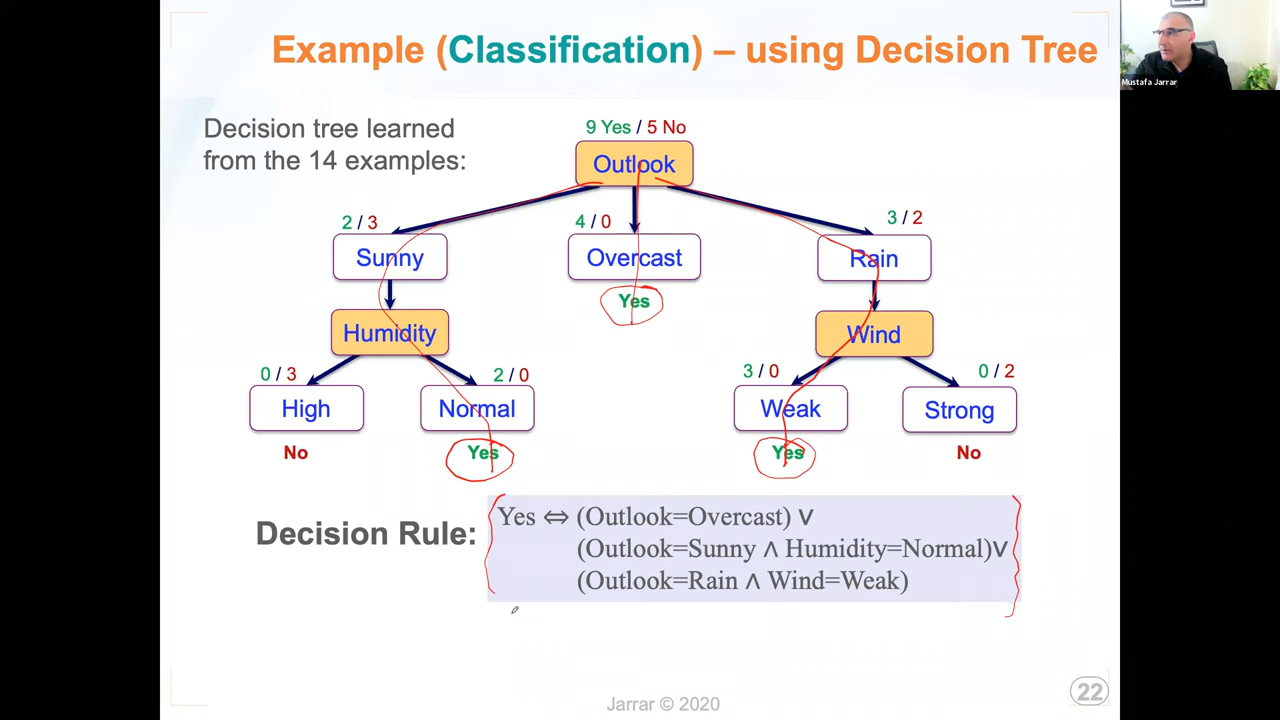 Example (Classification) – using Decision Tree
Mustafa Jarrar
Decision tree learned
from the 14 examples:
9 Yes / 5 No
Outlook
2 / 3
4 / 0
3 / 2
Sunny
Overcast
Rain
Yes
Humidity
Wind
0 / 3
2 / 0
3 / 0
0 / 2
High
Normal
Weak
Strong
No
Yes
Yes
No
Decision Rule:
Yes ⇔ (Outlook=Overcast) ∨
(Outlook=Sunny ∧ Humidity=Normal)∨
(Outlook=Rain ∧ Wind=Weak)
Jarrar © 2020
22